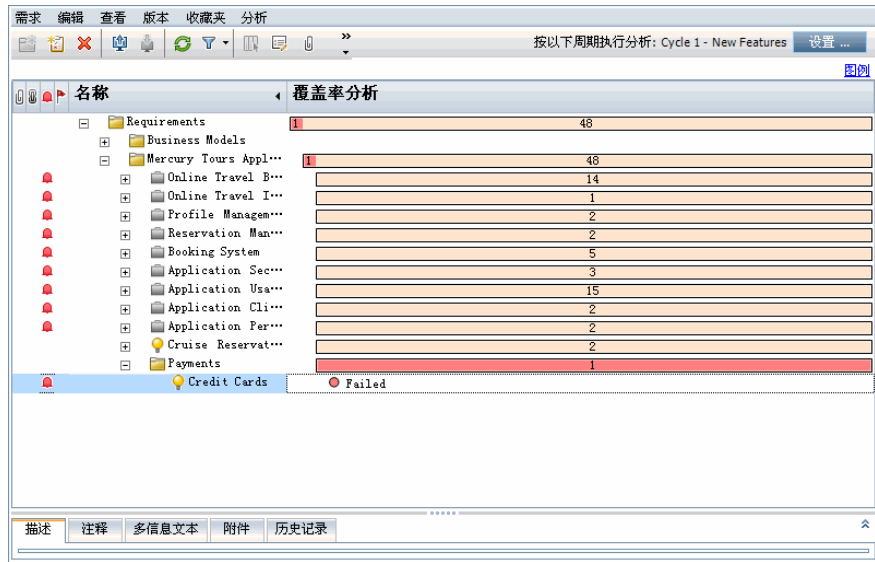 需求 编辑 查看 版本 收藏夹 分析
按以下周期执行分析: Cycle 1 - New Features 设置 ...
图例
名称 覆盖率分析
Requirements 1 48
Business Models
Mercury Tours Appl... 1 48
Online Travel B... 14
Online Travel I... 1
Profile Managem... 2
Reservation Man... 2
Booking System 5
Application Sec... 3
Application Usa... 15
Application Cli... 2
Application Per... 2
Cruise Reservat... 2
Payments 1
Credit Cards Failed
描述 注释 多信息文本 附件 历史记录